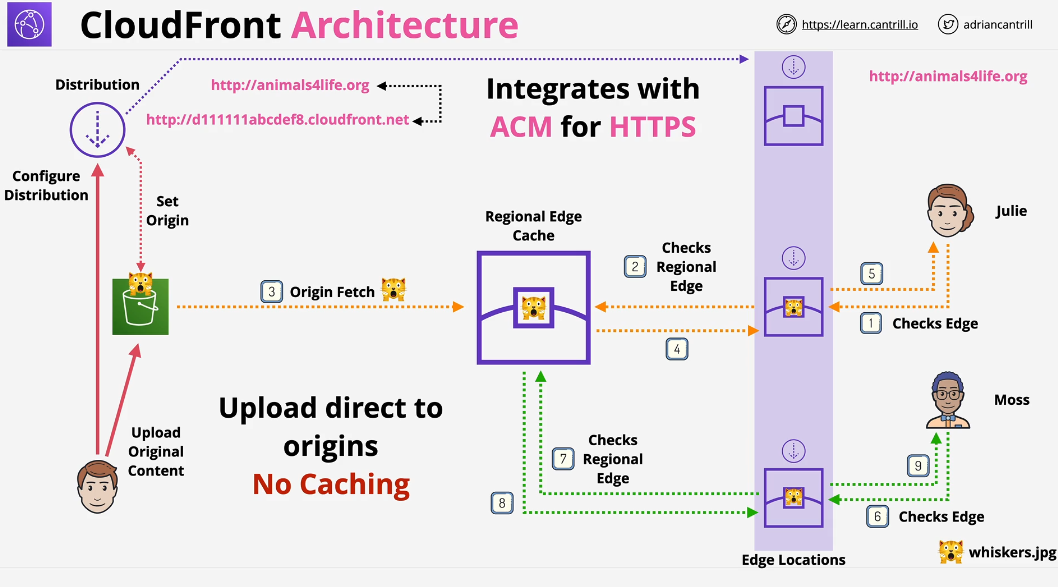 CloudFront Architecture
https://learn.cantrill.io
adriancantrill
Distribution
http://animals4life.org
http://d111111abcdef8.cloudfront.net
Integrates with
ACM for HTTPS
http://animals4life.org
Configure
Distribution
Set
Origin
Regional Edge
Cache
Checks
Regional
Edge
2
Julie
5
3
Origin Fetch
1
Checks Edge
4
Moss
Upload direct to
origins
No Caching
Upload
Original
Content
7
Checks
Regional
Edge
8
9
6
Checks Edge
Edge Locations
whiskers.jpg